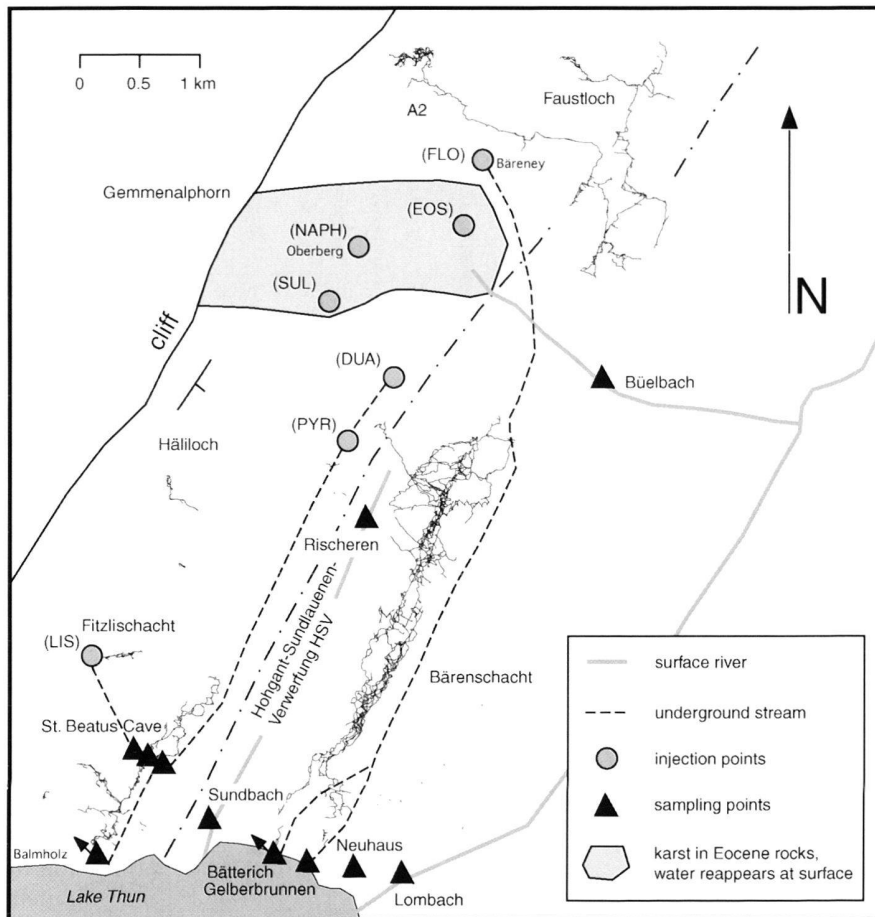 0 0.5 1 km
A2
Faustloch
(FLO) Bäreney
Gemmenalphorn
(EOS)
(NAPH)
Oberberg
(SUL)
N
cliff
(DUA)
Büelbach
(PYR)
Häliloch
Rischeren
Hohgant-Sundlauenen-
Verwerfung HSV
Fitzlischacht
(LIS)
Bärenschacht
St. Beatus Cave
Sundbach
Neuhaus
Balmholz
Bätterich
Gelberbrunnen
Lombach
Lake Thun
surface river
underground stream
injection points
sampling points
karst in Eocene rocks,
water reappears at surface